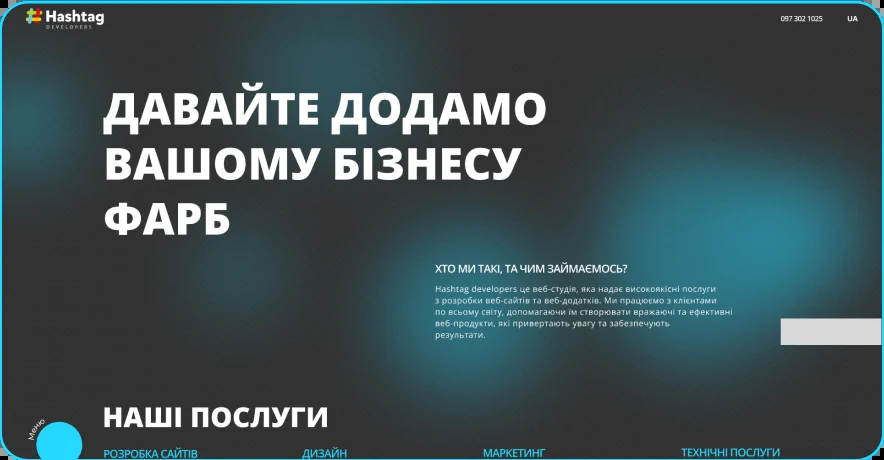 Hashtag
DEVELOPERS
097 302 1025
UA
ДАВАЙТЕ ДОДАМО
ВАШОМУ БІЗНЕСУ
ФАРБ
ХТО МИ ТАКІ, ТА ЧИМ ЗАЙМАЄМОСЬ?
Hashtag developers це веб-студія, яка надає високоякісні послуги
з розробки веб-сайтів та веб-додатків. Ми працюємо з клієнтами
по всьому світу, допомагаючи їм створювати вражаючі та ефективні
веб-продукти, які привертають увагу та забезпечують
результати.
НАШІ ПОСЛУГИ
Меню
РОЗРОБКА САЙТІВ
ДИЗАЙН
МАРКЕТИНГ
ТЕХНІЧНІ ПОСЛУГИ